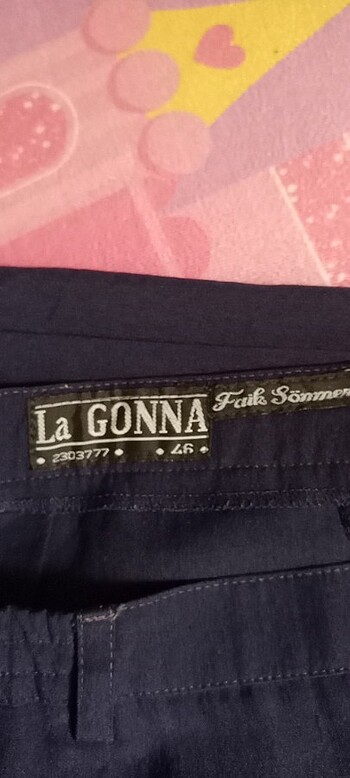 La GONNA
Faik Sönmez
• 2303777 • • 46 •